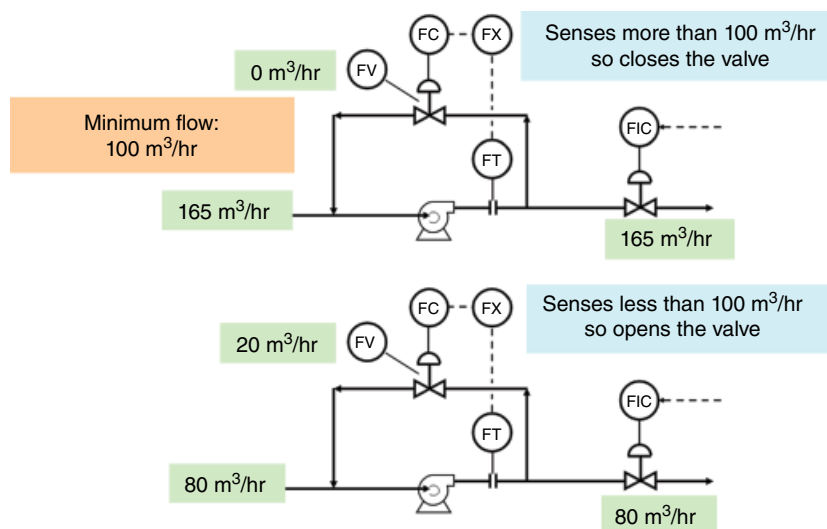 FC
FX
Senses more than 100 m³/hr
so closes the valve
0 m³/hr
FV
Minimum flow:
100 m³/hr
FIC
FT
165 m³/hr
165 m³/hr
FC
FX
Senses less than 100 m³/hr
so opens the valve
20 m³/hr
FV
FIC
FT
80 m³/hr
80 m³/hr